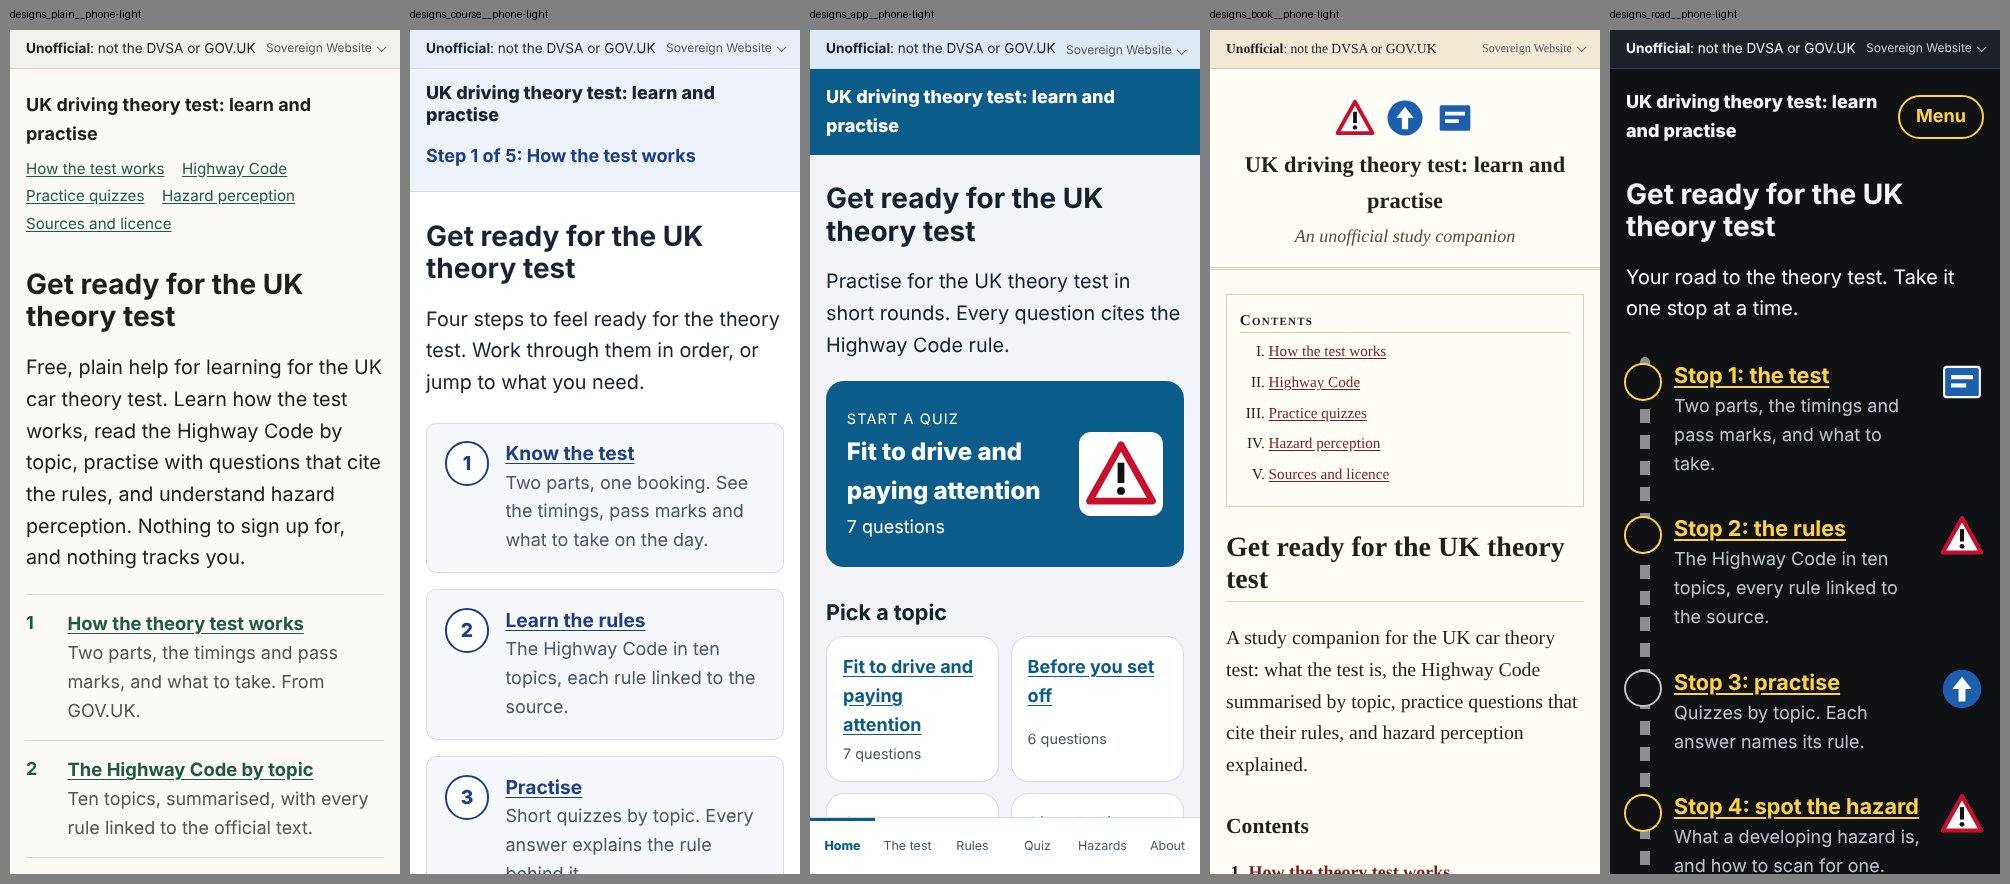 designs_plain__phone-light
Unofficial: not the DVSA or GOV.UK Sovereign Website
UK driving theory test: learn and
practise
How the test works Highway Code
Practice quizzes Hazard perception
Sources and licence
Get ready for the UK
theory test
Free, plain help for learning for the UK
car theory test. Learn how the test
works, read the Highway Code by
topic, practise with questions that cite
the rules, and understand hazard
perception. Nothing to sign up for,
and nothing tracks you.
1 How the theory test works
Two parts, the timings and pass
marks, and what to take. From
GOV.UK.
2 The Highway Code by topic
Ten topics, summarised, with every
rule linked to the official text.
designs_course__phone-light
Unofficial: not the DVSA or GOV.UK Sovereign Website
UK driving theory test: learn and
practise
Step 1 of 5: How the test works
Get ready for the UK
theory test
Four steps to feel ready for the theory
test. Work through them in order, or
jump to what you need.
1 Know the test
Two parts, one booking. See
the timings, pass marks and
what to take on the day.
2 Learn the rules
The Highway Code in ten
topics, each rule linked to the
source.
3 Practise
Short quizzes by topic. Every
answer explains the rule
behind it.
designs_app__phone-light
Unofficial: not the DVSA or GOV.UK Sovereign Website
UK driving theory test: learn and
practise
Get ready for the UK
theory test
Practise for the UK theory test in
short rounds. Every question cites the
Highway Code rule.
START A QUIZ
Fit to drive and
paying attention
7 questions
Pick a topic
Fit to drive and
paying
attention
7 questions
Before you set
off
6 questions
Home The test Rules Quiz Hazards About
designs_book__phone-light
Unofficial: not the DVSA or GOV.UK Sovereign Website
UK driving theory test: learn and
practise
An unofficial study companion
Contents
I. How the test works
II. Highway Code
III. Practice quizzes
IV. Hazard perception
V. Sources and licence
Get ready for the UK theory
test
A study companion for the UK car theory
test: what the test is, the Highway Code
summarised by topic, practice questions that
cite their rules, and hazard perception
explained.
Contents
1. How the theory test works
designs_road__phone-light
Unofficial: not the DVSA or GOV.UK Sovereign Website
UK driving theory test: learn
and practise
Menu
Get ready for the UK
theory test
Your road to the theory test. Take it
one stop at a time.
Stop 1: the test
Two parts, the timings and
pass marks, and what to
take.
Stop 2: the rules
The Highway Code in ten
topics, every rule linked to
the source.
Stop 3: practise
Quizzes by topic. Each
answer names its rule.
Stop 4: spot the hazard
What a developing hazard is,
and how to scan for one.